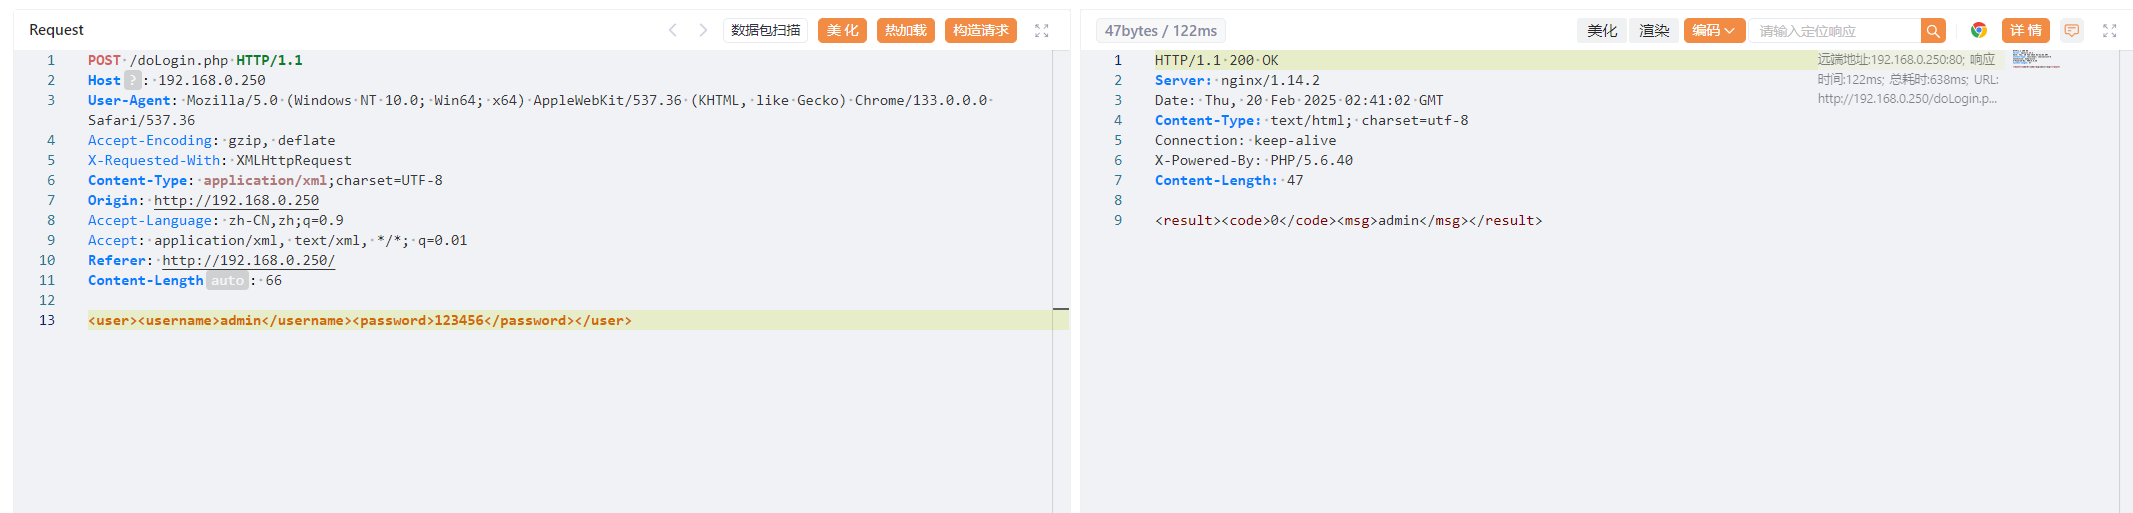 Request
数据包扫描
美 化
热加载
构造请求
1 POST /doLogin.php HTTP/1.1
2 Host ? : 192.168.0.250
3 User-Agent: Mozilla/5.0 (Windows NT 10.0; Win64; x64) AppleWebKit/537.36 (KHTML, like Gecko) Chrome/133.0.0.0
Safari/537.36
4 Accept-Encoding: gzip, deflate
5 X-Requested-With: XMLHttpRequest
6 Content-Type: application/xml;charset=UTF-8
7 Origin: http://192.168.0.250
8 Accept-Language: zh-CN,zh;q=0.9
9 Accept: application/xml, text/xml, */*; q=0.01
10 Referer: http://192.168.0.250/
11 Content-Length auto : 66
12
13 <user><username>admin</username><password>123456</password></user>
47bytes / 122ms
美化
渲染
编码
请输入定位响应
详 情
1 HTTP/1.1 200 OK
2 Server: nginx/1.14.2
3 Date: Thu, 20 Feb 2025 02:41:02 GMT
4 Content-Type: text/html; charset=utf-8
5 Connection: keep-alive
6 X-Powered-By: PHP/5.6.40
7 Content-Length: 47
8
9 <result><code>0</code><msg>admin</msg></result>
远端地址:192.168.0.250:80; 响应
时间:122ms; 总耗时:638ms; URL:
http://192.168.0.250/doLogin.p...